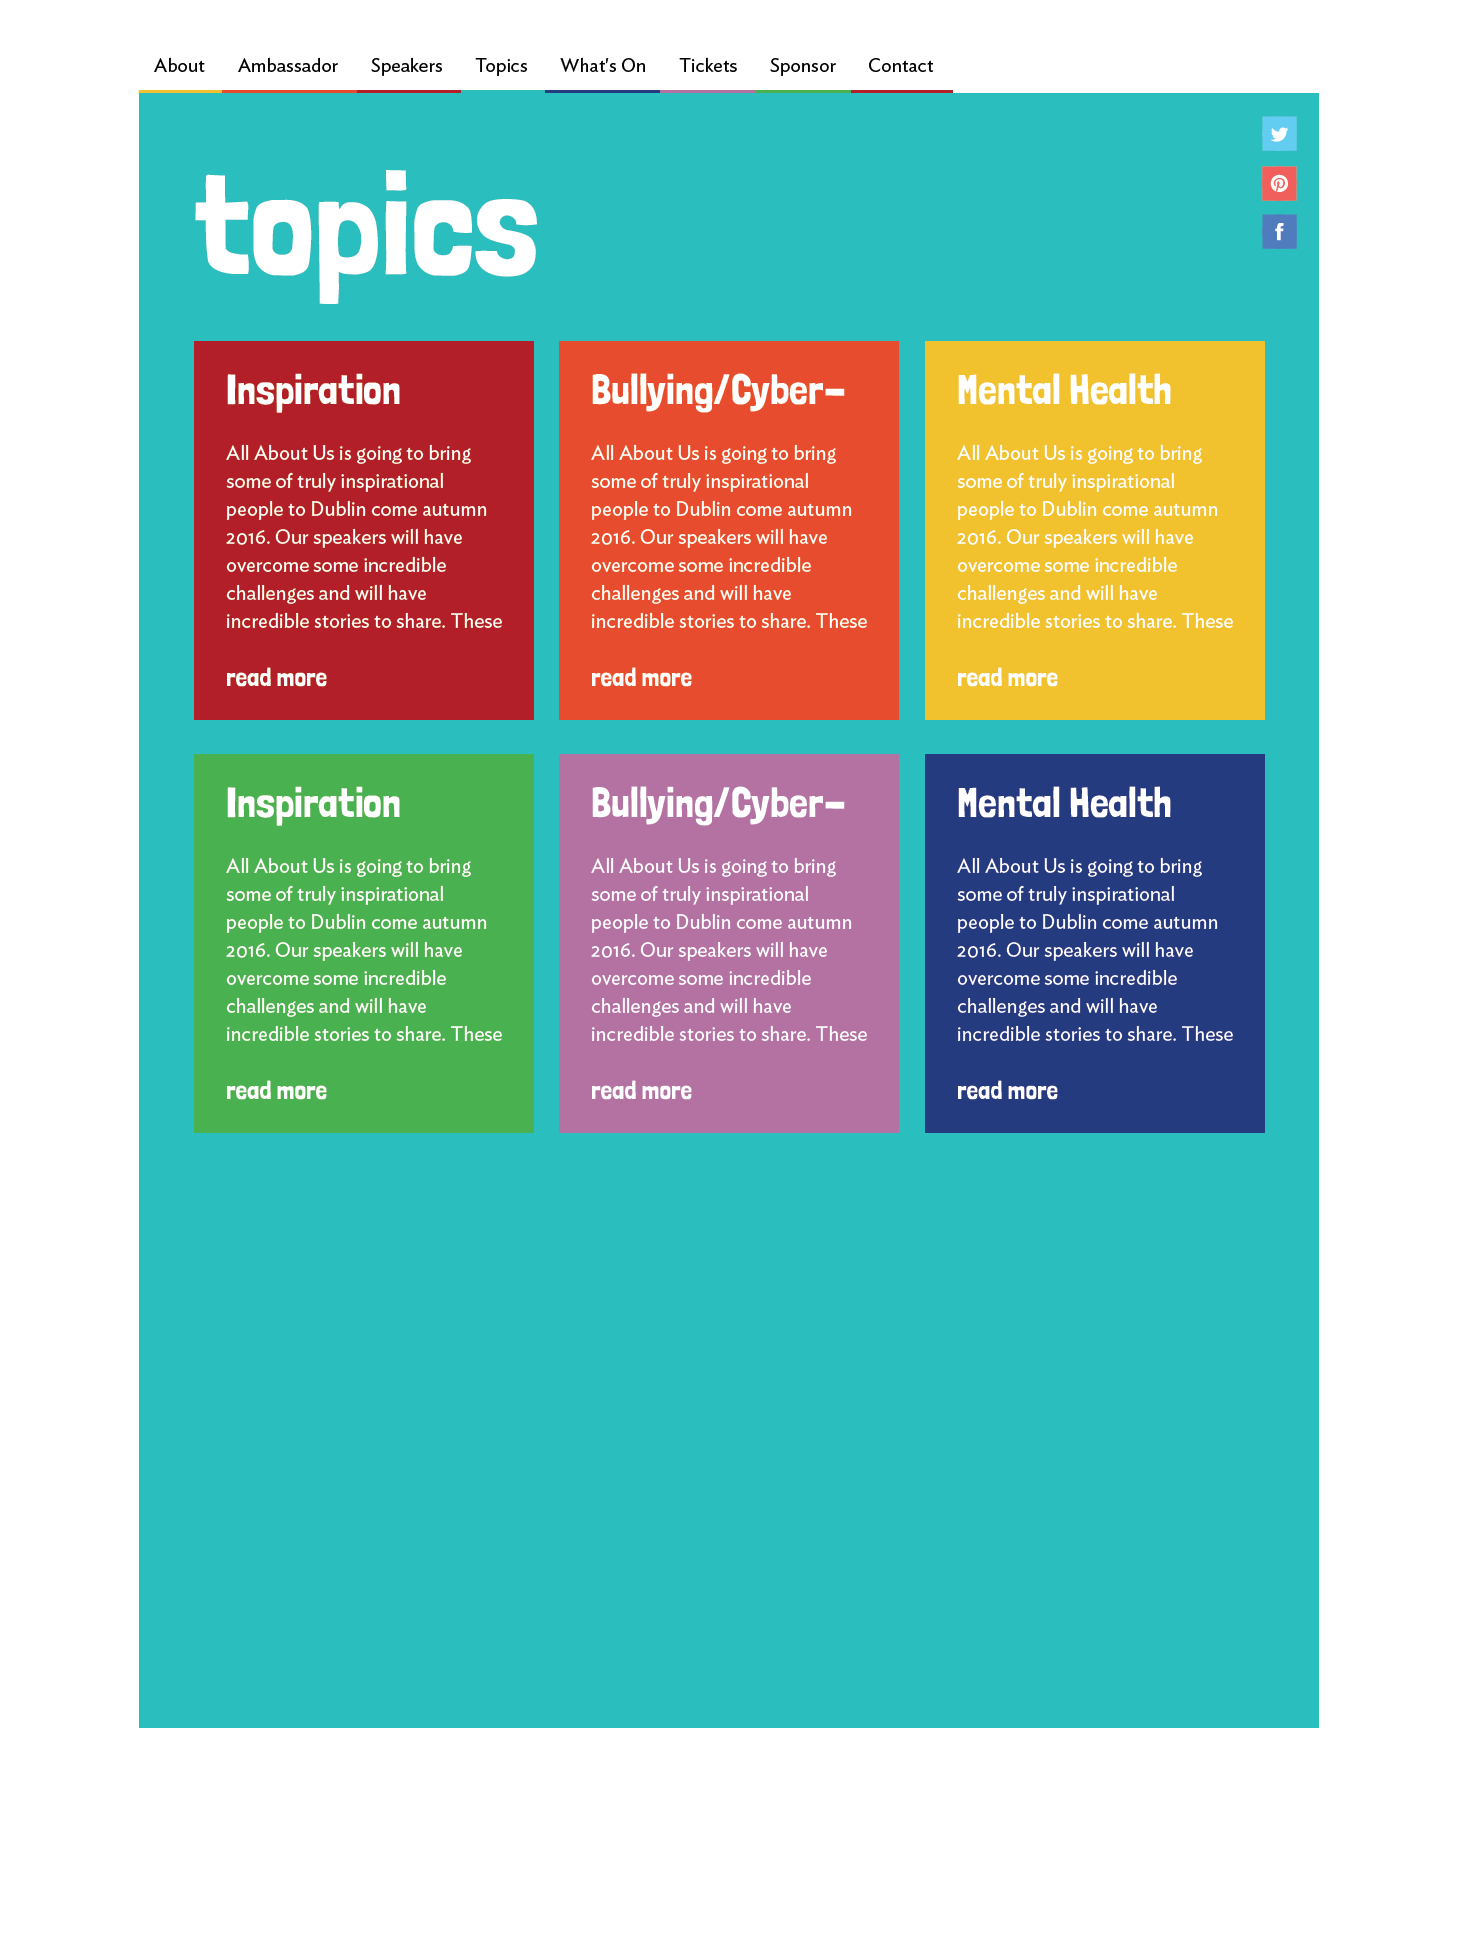 About Ambassador Speakers Topics What's On Tickets Sponsor Contact
topics
Inspiration
All About Us is going to bring
some of truly inspirational
people to Dublin come autumn
2016. Our speakers will have
overcome some incredible
challenges and will have
incredible stories to share. These
read more
Bullying/Cyber-
All About Us is going to bring
some of truly inspirational
people to Dublin come autumn
2016. Our speakers will have
overcome some incredible
challenges and will have
incredible stories to share. These
read more
Mental Health
All About Us is going to bring
some of truly inspirational
people to Dublin come autumn
2016. Our speakers will have
overcome some incredible
challenges and will have
incredible stories to share. These
read more
Inspiration
All About Us is going to bring
some of truly inspirational
people to Dublin come autumn
2016. Our speakers will have
overcome some incredible
challenges and will have
incredible stories to share. These
read more
Bullying/Cyber-
All About Us is going to bring
some of truly inspirational
people to Dublin come autumn
2016. Our speakers will have
overcome some incredible
challenges and will have
incredible stories to share. These
read more
Mental Health
All About Us is going to bring
some of truly inspirational
people to Dublin come autumn
2016. Our speakers will have
overcome some incredible
challenges and will have
incredible stories to share. These
read more